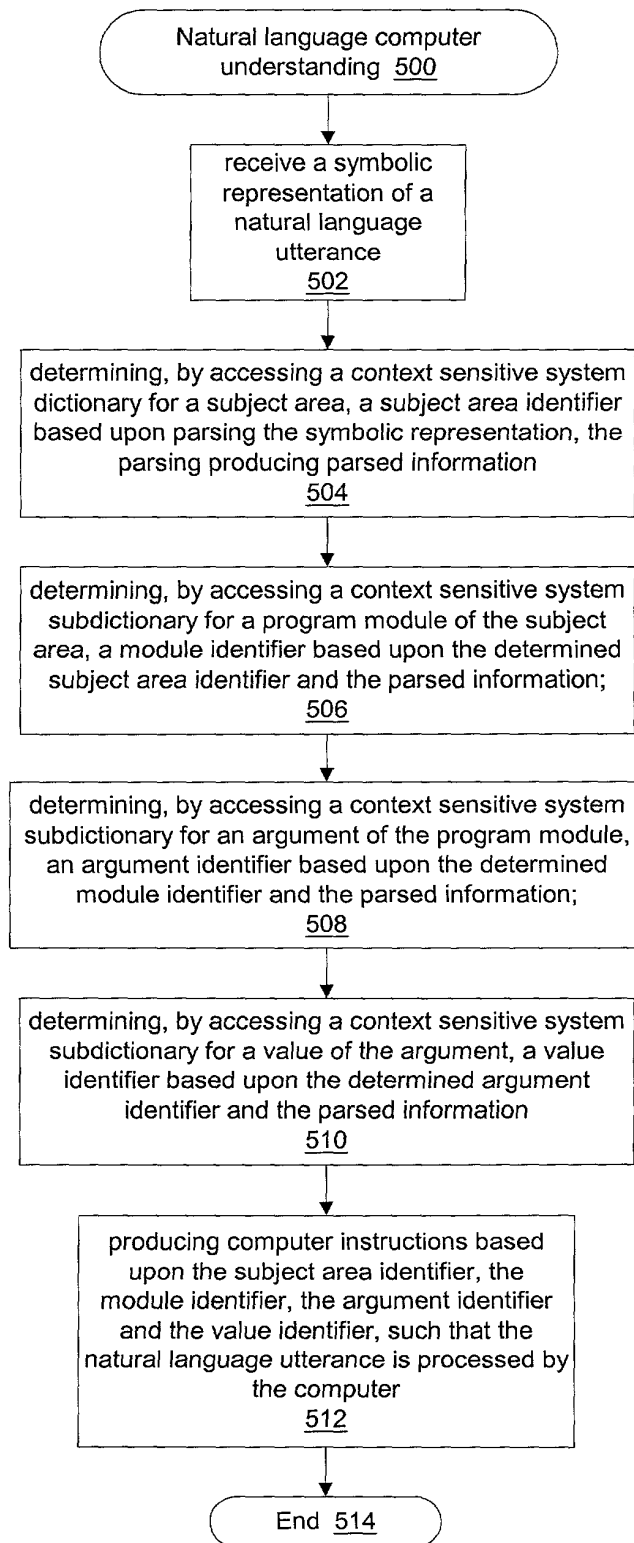 Natural language computer
understanding 500
receive a symbolic
representation of a
natural language
utterance
502
determining, by accessing a context sensitive system
dictionary for a subject area, a subject area identifier
based upon parsing the symbolic representation, the
parsing producing parsed information
504
determining, by accessing a context sensitive system
subdictionary for a program module of the subject
area, a module identifier based upon the determined
subject area identifier and the parsed information;
506
determining, by accessing a context sensitive system
subdictionary for an argument of the program module,
an argument identifier based upon the determined
module identifier and the parsed information;
508
determining, by accessing a context sensitive system
subdictionary for a value of the argument, a value
identifier based upon the determined argument
identifier and the parsed information
510
producing computer instructions based
upon the subject area identifier, the
module identifier, the argument identifier
and the value identifier, such that the
natural language utterance is processed by
the computer
512
End 514